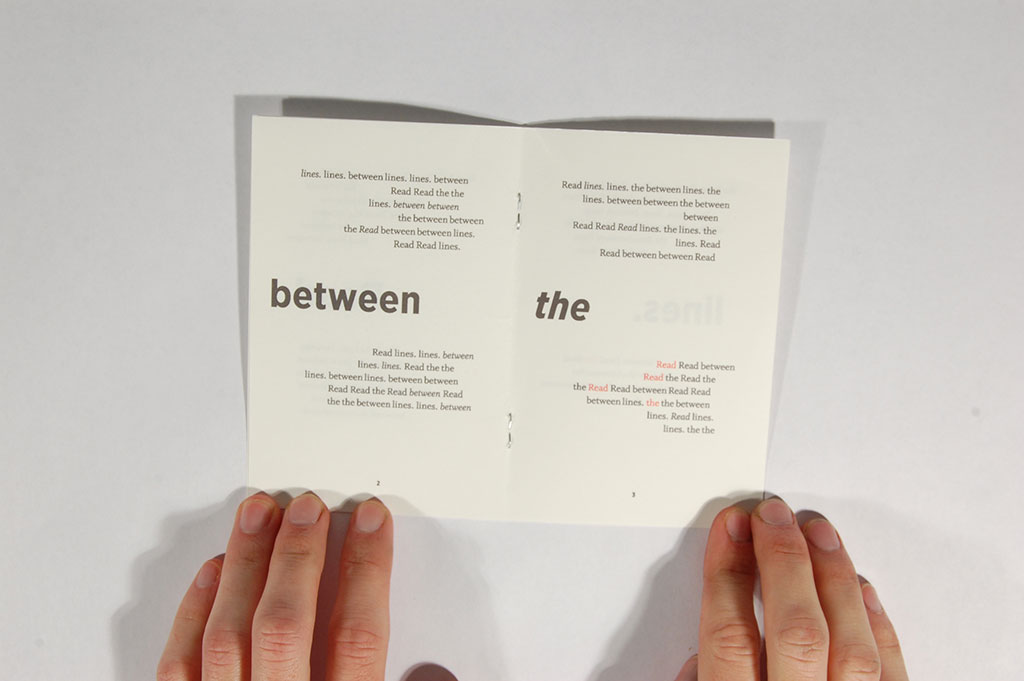 lines. lines. between lines. lines. between
Read Read the the
lines. between between
the between between
the Read between between lines.
Read Read lines.
between
Read lines. lines. between
lines. lines. Read the the
lines. between lines. between between
Read Read the Read between Read
the the between lines. lines. between
2
Read lines. lines. the between lines. the
lines. between between the between
between
Read Read Read lines. the lines. the
lines. Read
Read between between Read
the
lines.
Read Read between
Read the Read the
the Read Read between Read Read
between lines. the the between
lines. Read lines.
lines. the the
3